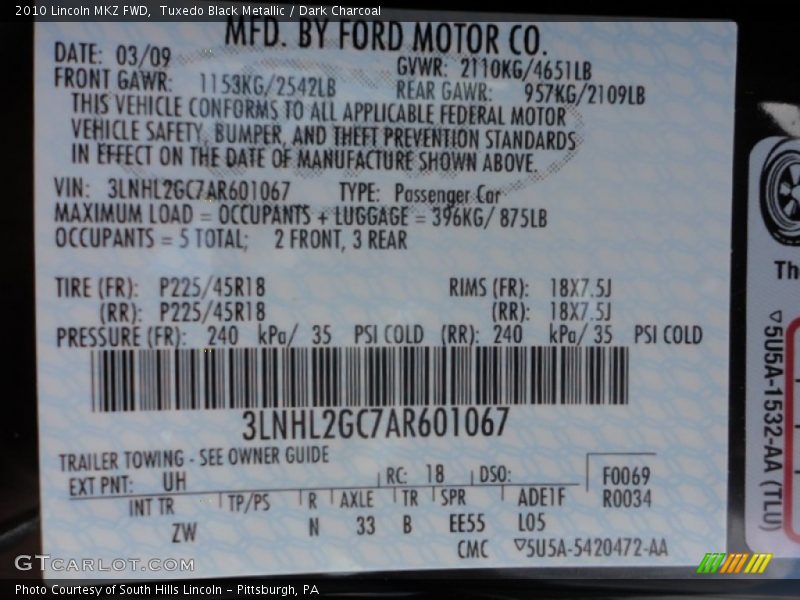 2010 Lincoln MKZ FWD,  Tuxedo Black Metallic / Dark Charcoal
MFD. BY FORD MOTOR CO.
DATE: 03/09 GVWR: 2110KG/4651LB
FRONT GAWR: 1153KG/2542LB REAR GAWR: 957KG/2109LB
THIS VEHICLE CONFORMS TO ALL APPLICABLE FEDERAL MOTOR
VEHICLE SAFETY, BUMPER, AND THEFT PREVENTION STANDARDS
IN EFFECT ON THE DATE OF MANUFACTURE SHOWN ABOVE.
VIN: 3LNHL2GC7AR601067 TYPE: Passenger Car
MAXIMUM LOAD = OCCUPANTS + LUGGAGE = 396KG/ 875LB
OCCUPANTS = 5 TOTAL; 2 FRONT, 3 REAR
TIRE (FR): P225/45R18 RIMS (FR): 18X7.5J
(RR): P225/45R18 (RR): 18X7.5J
PRESSURE (FR): 240 kPa/ 35 PSI COLD (RR): 240 kPa/ 35 PSI COLD
3LNHL2GC7AR601067
TRAILER TOWING - SEE OWNER GUIDE
EXT PNT: UH RC: 18 DSO: F0069
INT TR TP/PS R AXLE TR SPR ADE1F R0034
ZW N 33 B EE55 L05
CMC ▽5U5A-5420472-AA
Th
▽5U5A-1532-AA (TLU)
GTCARLOT.COM
Photo Courtesy of South Hills Lincoln - Pittsburgh, PA